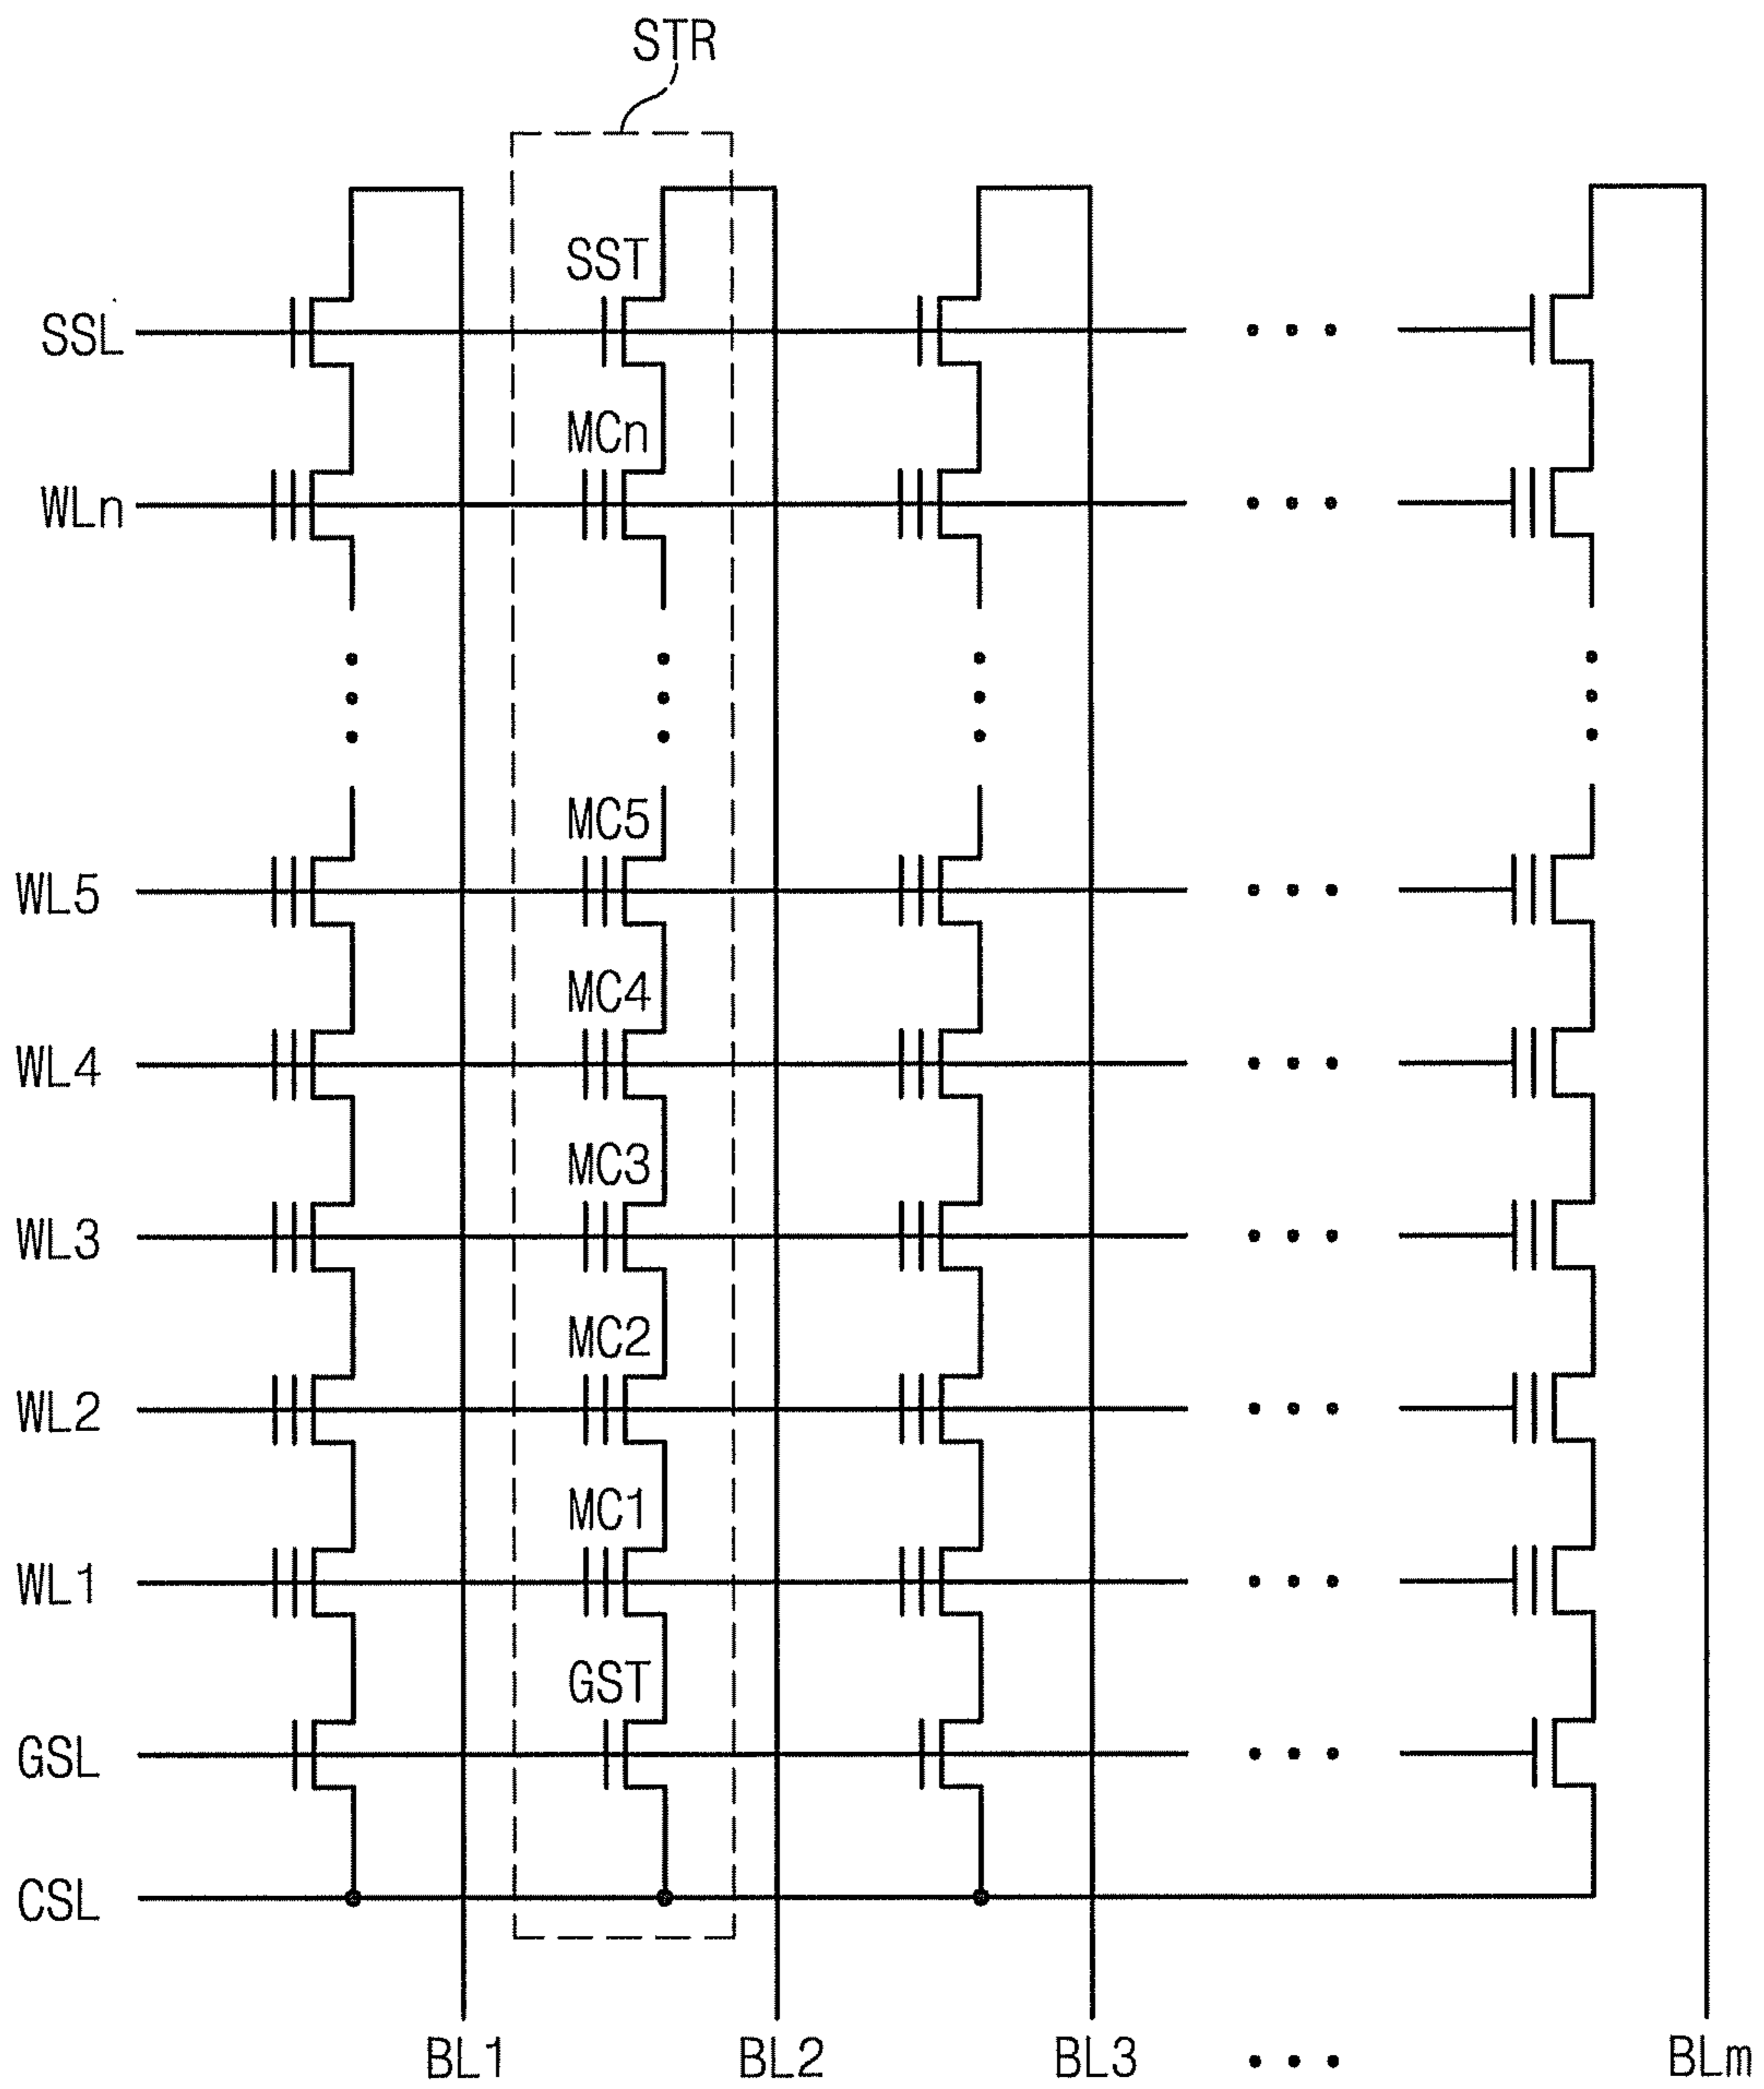 STR
SST
SSL
MCn
WLn
MC5
WL5
MC4
WL4
MC3
WL3
MC2
WL2
MC1
WL1
GST
GSL
CSL
BL1 BL2 BL3 ••• BLm